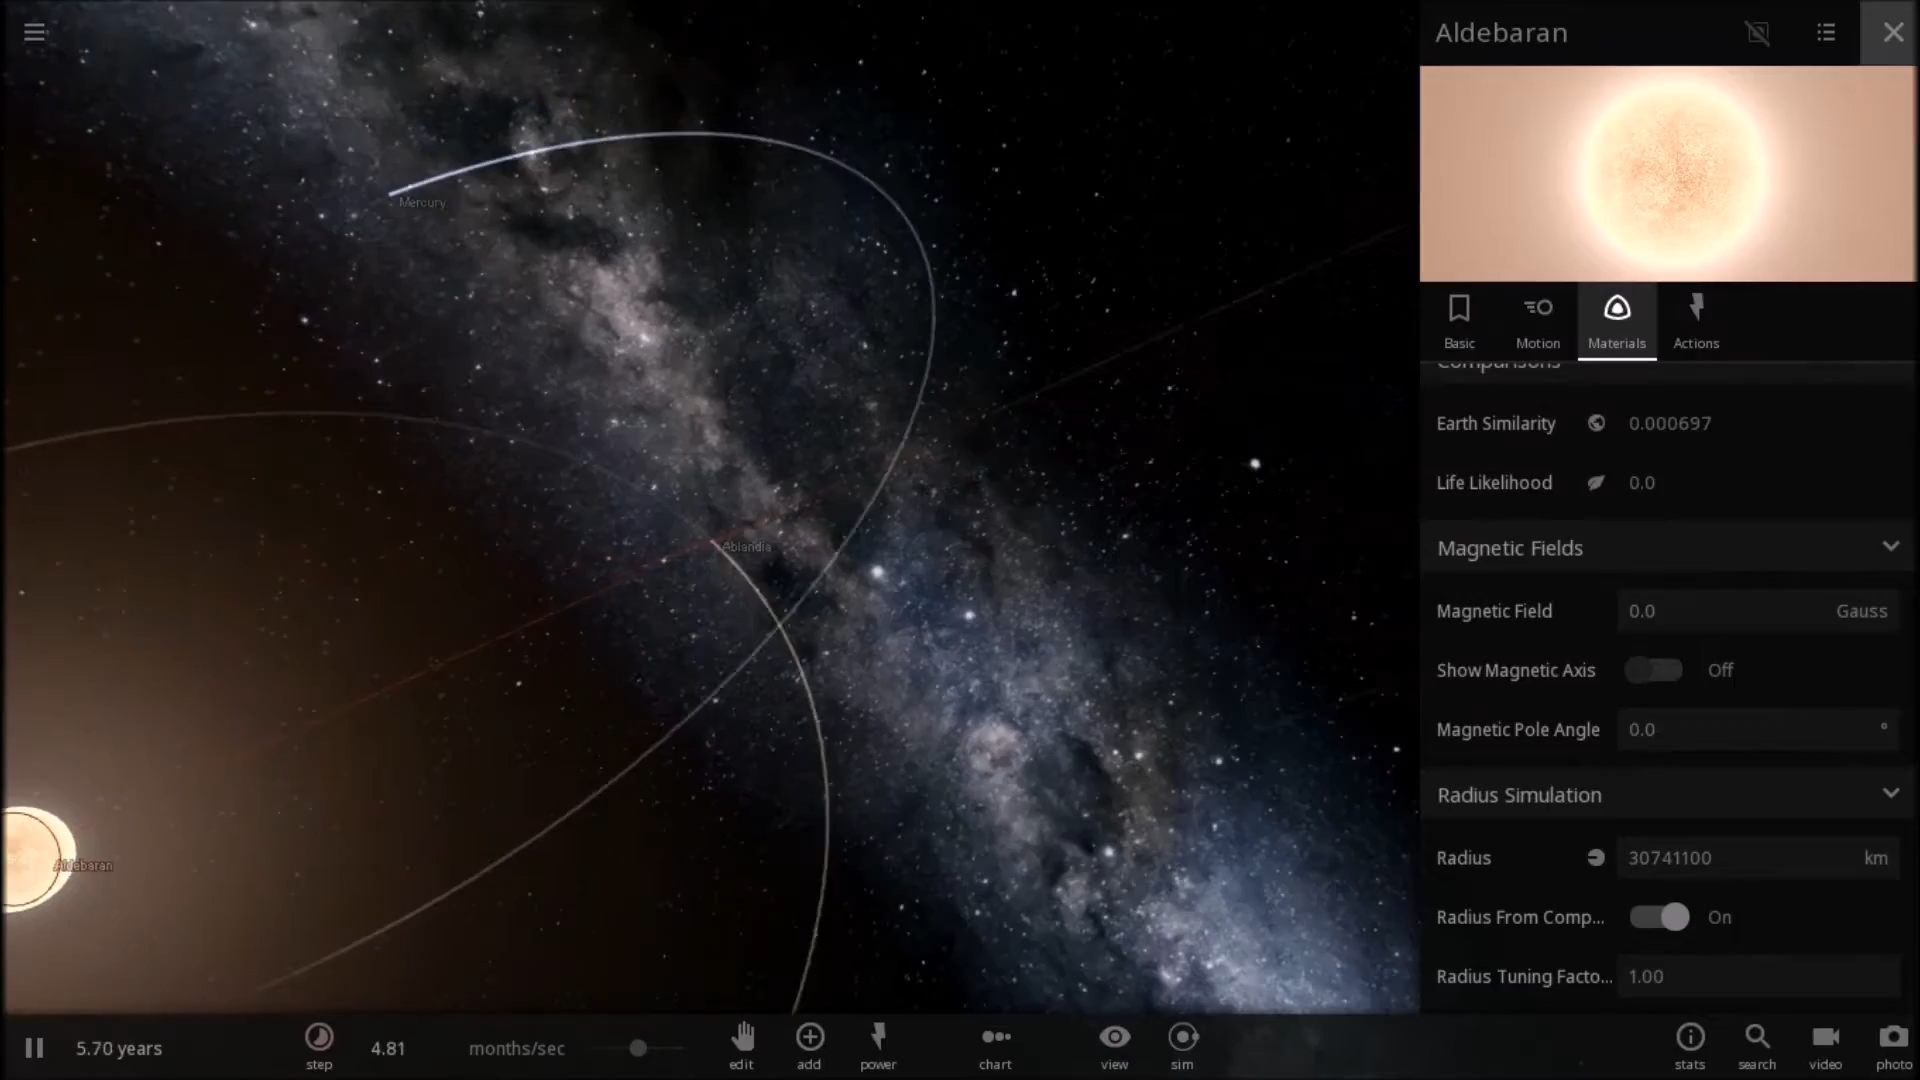 Aldebaran
Mercury
Basic
Motion
Materials
Actions
Comparisons
Earth Similarity 0.000697
Life Likelihood 0.0
Magnetic Fields
Ablandia
Magnetic Field 0.0 Gauss
Show Magnetic Axis Off
Magnetic Pole Angle 0.0 °
Radius Simulation
Radius 30741100 km
Aldebaran
Radius From Comp... On
Radius Tuning Facto... 1.00
5.70 years
step
4.81 months/sec
edit
add
power
chart
view
sim
stats
search
video
photo